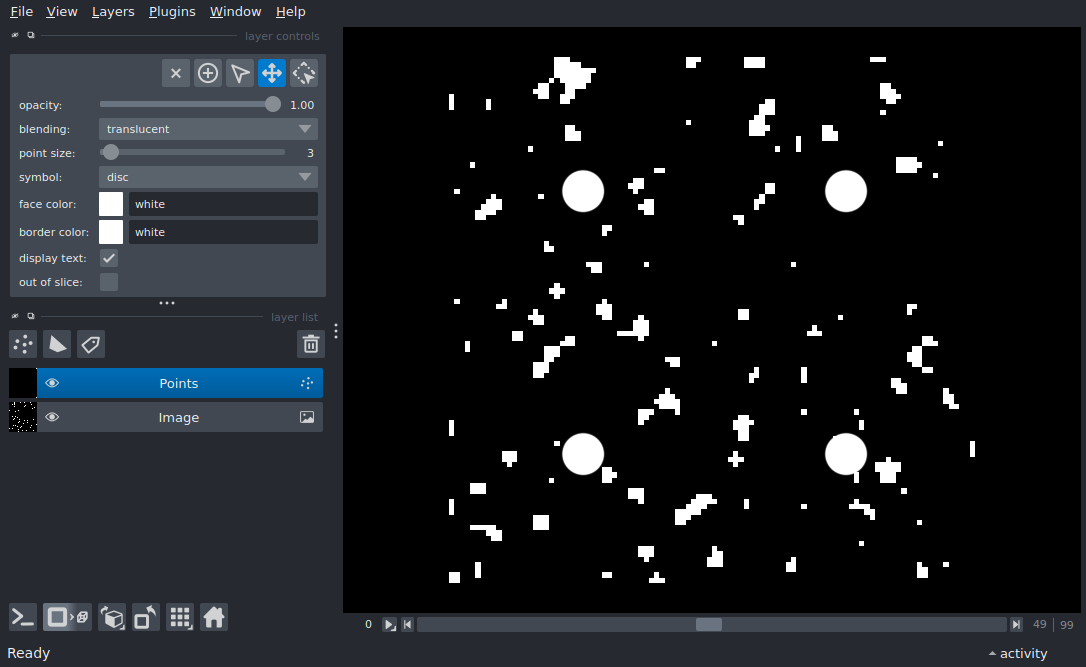 File View Layers Plugins Window Help
layer controls
opacity: 1.00
blending: translucent
point size: 3
symbol: disc
face color: white
border color: white
display text:
out of slice:
layer list
Points
Image
0 49 | 99
Ready activity